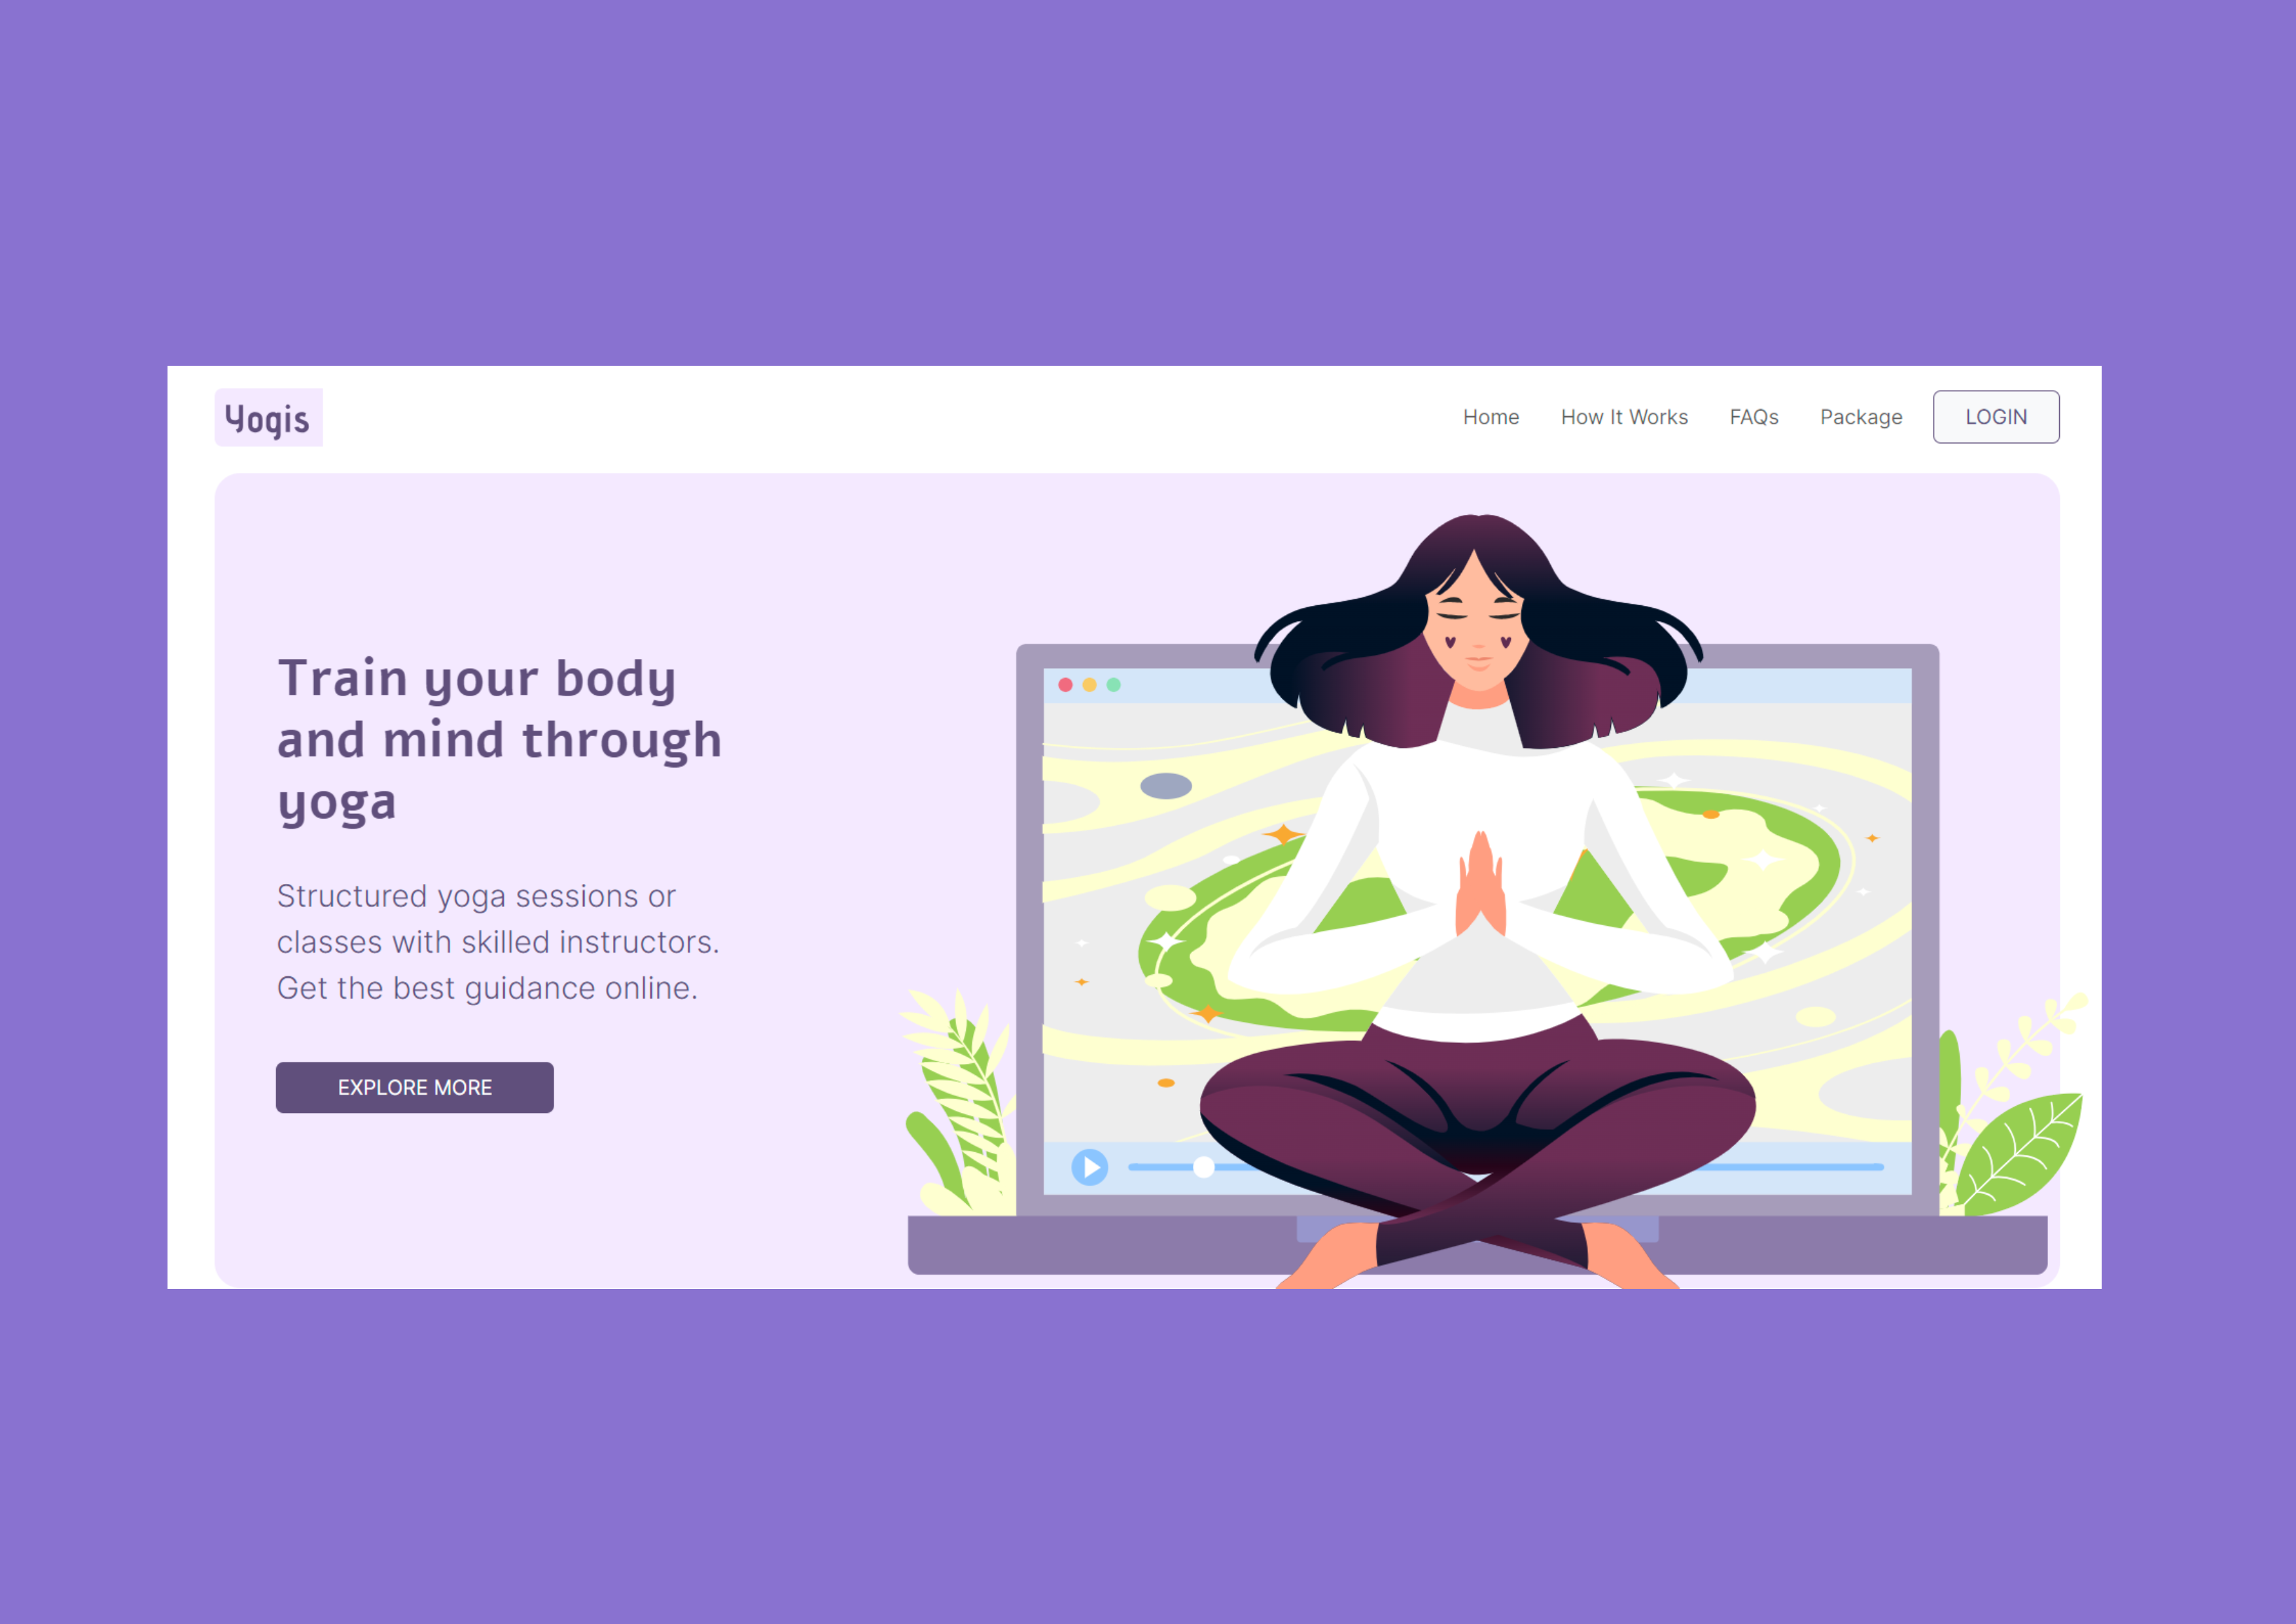 Yogis
Home How It Works FAQs Package LOGIN
Train your body
and mind through
yoga
Structured yoga sessions or
classes with skilled instructors.
Get the best guidance online.
EXPLORE MORE